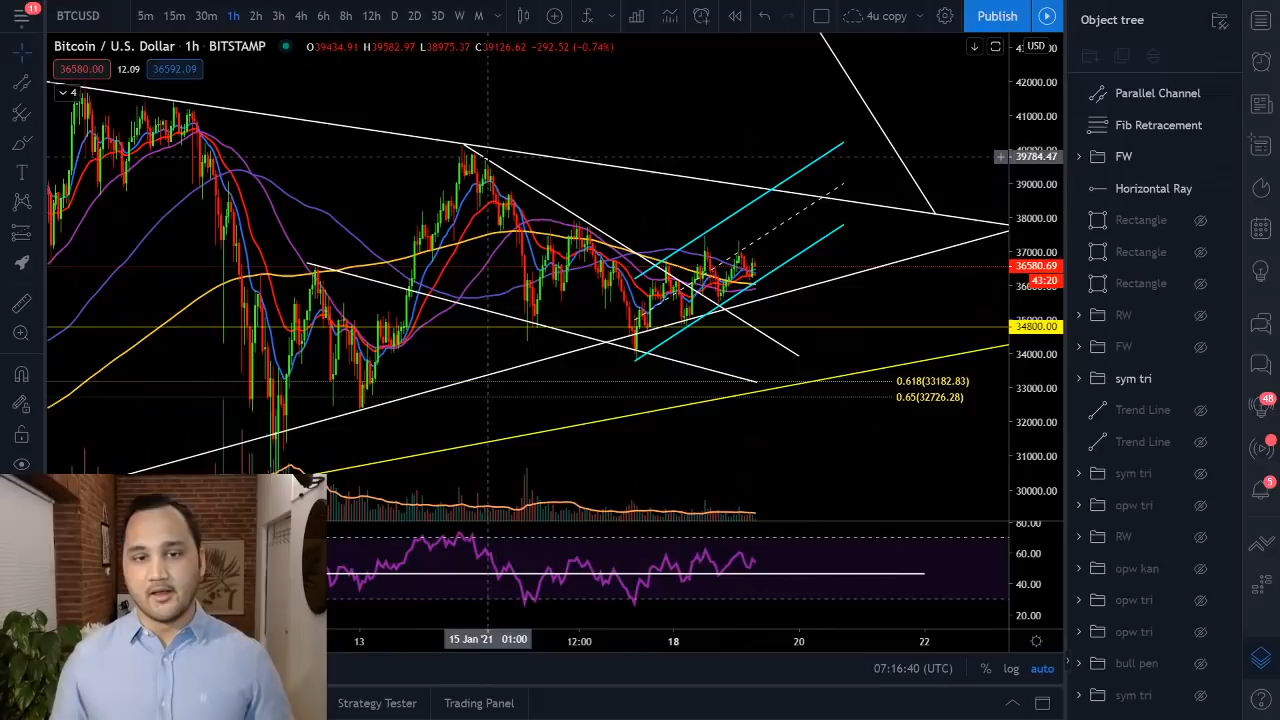 11
BTCUSD
5m 15m 30m 1h 2h 3h 4h 6h 8h 12h D 2D 3D W M
4u copy
Publish
Object tree
Bitcoin / U.S. Dollar · 1h · BITSTAMP
O39434.91 H39582.97 L38975.37 C39126.62 −292.52 (−0.74%)
USD
36580.00 12.09 36592.09
4
42000.00
41000.00
39784.47
39000.00
38000.00
37000.00
36580.69
43:20
34800.00
34000.00
33000.00
32000.00
31000.00
30000.00
0.618(33182.83)
0.65(32726.28)
80.00
60.00
40.00
20.00
13
15 Jan '21 01:00
12:00
18
20
22
07:16:40 (UTC)
% log auto
Strategy Tester
Trading Panel
Parallel Channel
Fib Retracement
FW
Horizontal Ray
Rectangle
Rectangle
Rectangle
RW
FW
sym tri
Trend Line
Trend Line
sym tri
opw tri
RW
opw kan
opw tri
opw tri
bull pen
sym tri
48
5